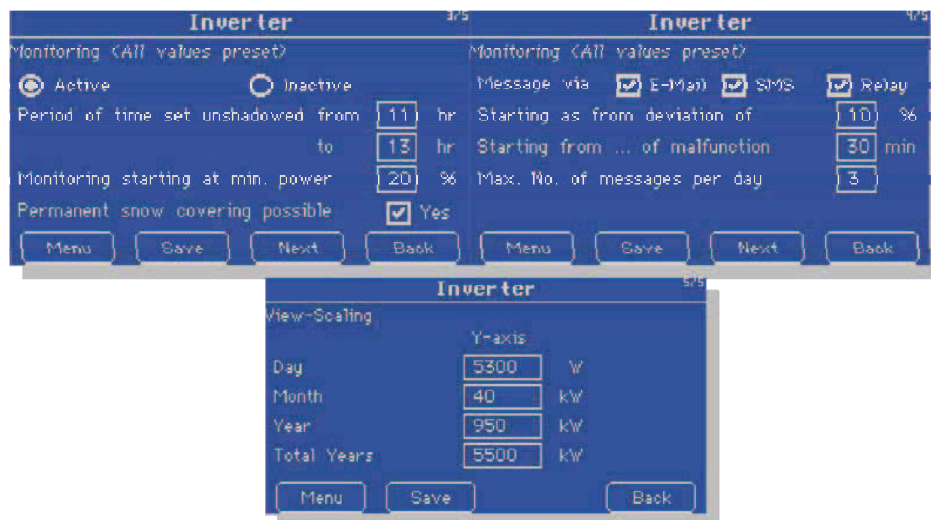 Inverter 3/5
Monitoring (All values preset)
Active Inactive
Period of time set unshadowed from 11 hr
to 13 hr
Monitoring starting at min. power 20 %
Permanent snow covering possible Yes
Menu Save Next Back
Inverter 4/5
Monitoring (All values preset)
Message via E-Mail SMS Relay
Starting as from deviation of 10 %
Starting from ... of malfunction 30 min
Max. No. of messages per day 3
Menu Save Next Back
Inverter 5/5
View-Scaling
Y-axis
Day 5300 W
Month 40 kW
Year 950 kW
Total Years 5500 kW
Menu Save Back